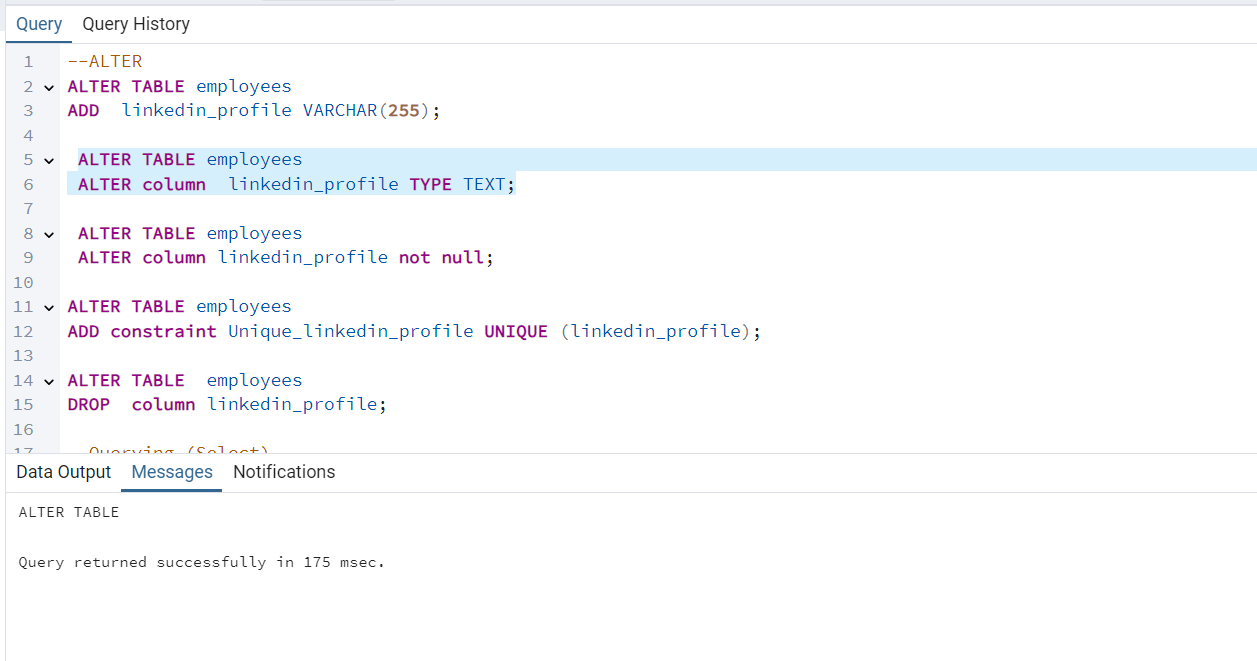 Query Query History
1 --ALTER
2 ALTER TABLE employees
3 ADD  linkedin_profile VARCHAR(255);
4
5  ALTER TABLE employees
6  ALTER column  linkedin_profile TYPE TEXT;
7
8  ALTER TABLE employees
9  ALTER column linkedin_profile not null;
10
11 ALTER TABLE employees
12 ADD constraint Unique_linkedin_profile UNIQUE (linkedin_profile);
13
14 ALTER TABLE  employees
15 DROP  column linkedin_profile;
16
17 Querying (Select)
Data Output Messages Notifications
ALTER TABLE
Query returned successfully in 175 msec.